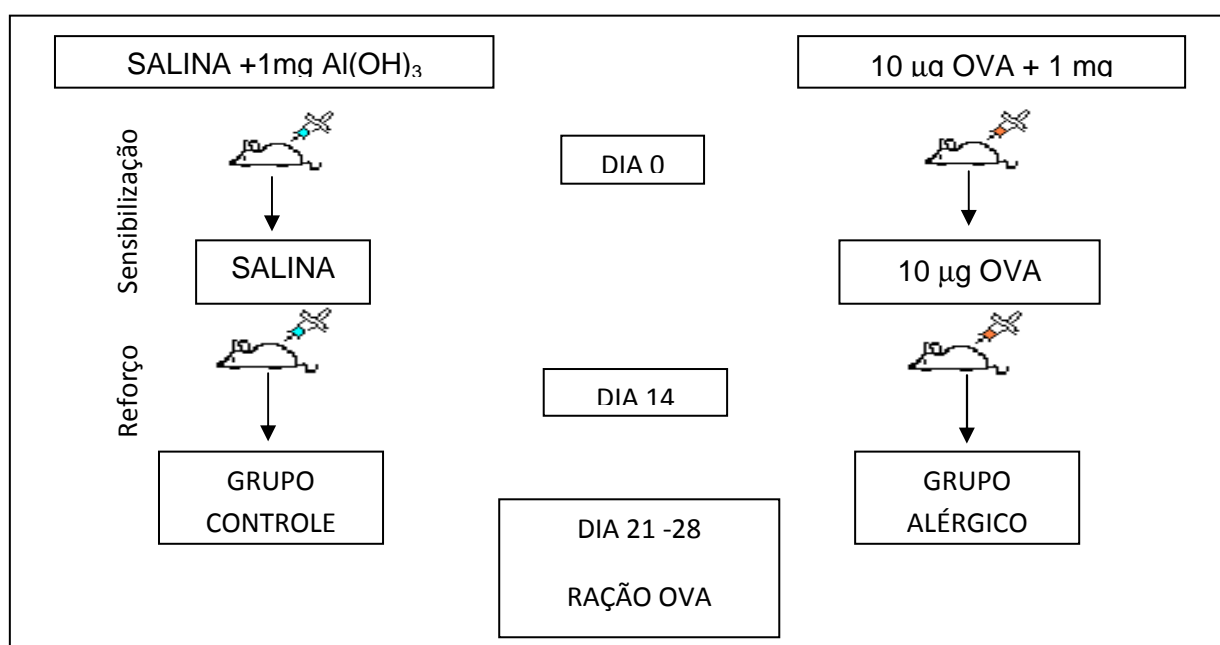 SALINA +1mg Al(OH)₃
10 μg OVA + 1 mg
Sensibilização
DIA 0
SALINA
10 μg OVA
Reforço
DIA 14
GRUPO
CONTROLE
GRUPO
ALÉRGICO
DIA 21 -28
RAÇÃO OVA